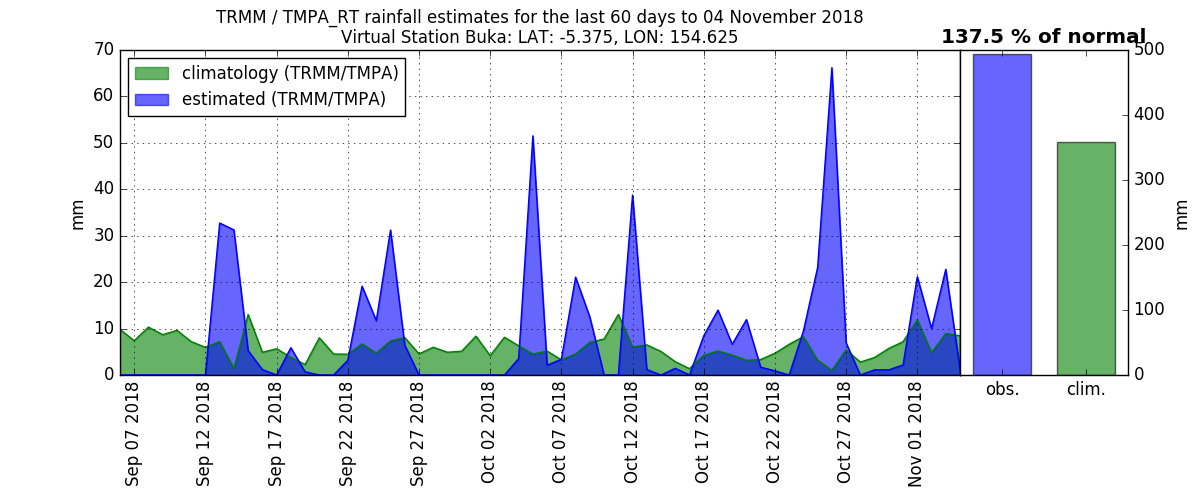 TRMM / TMPA_RT rainfall estimates for the last 60 days to 04 November 2018
Virtual Station Buka: LAT: -5.375, LON: 154.625
137.5 % of normal
climatology (TRMM/TMPA)
estimated (TRMM/TMPA)
70
60
50
40
30
20
10
0
mm
Sep 07 2018
Sep 12 2018
Sep 17 2018
Sep 22 2018
Sep 27 2018
Oct 02 2018
Oct 07 2018
Oct 12 2018
Oct 17 2018
Oct 22 2018
Oct 27 2018
Nov 01 2018
obs.
clim.
500
400
300
200
100
0
mm